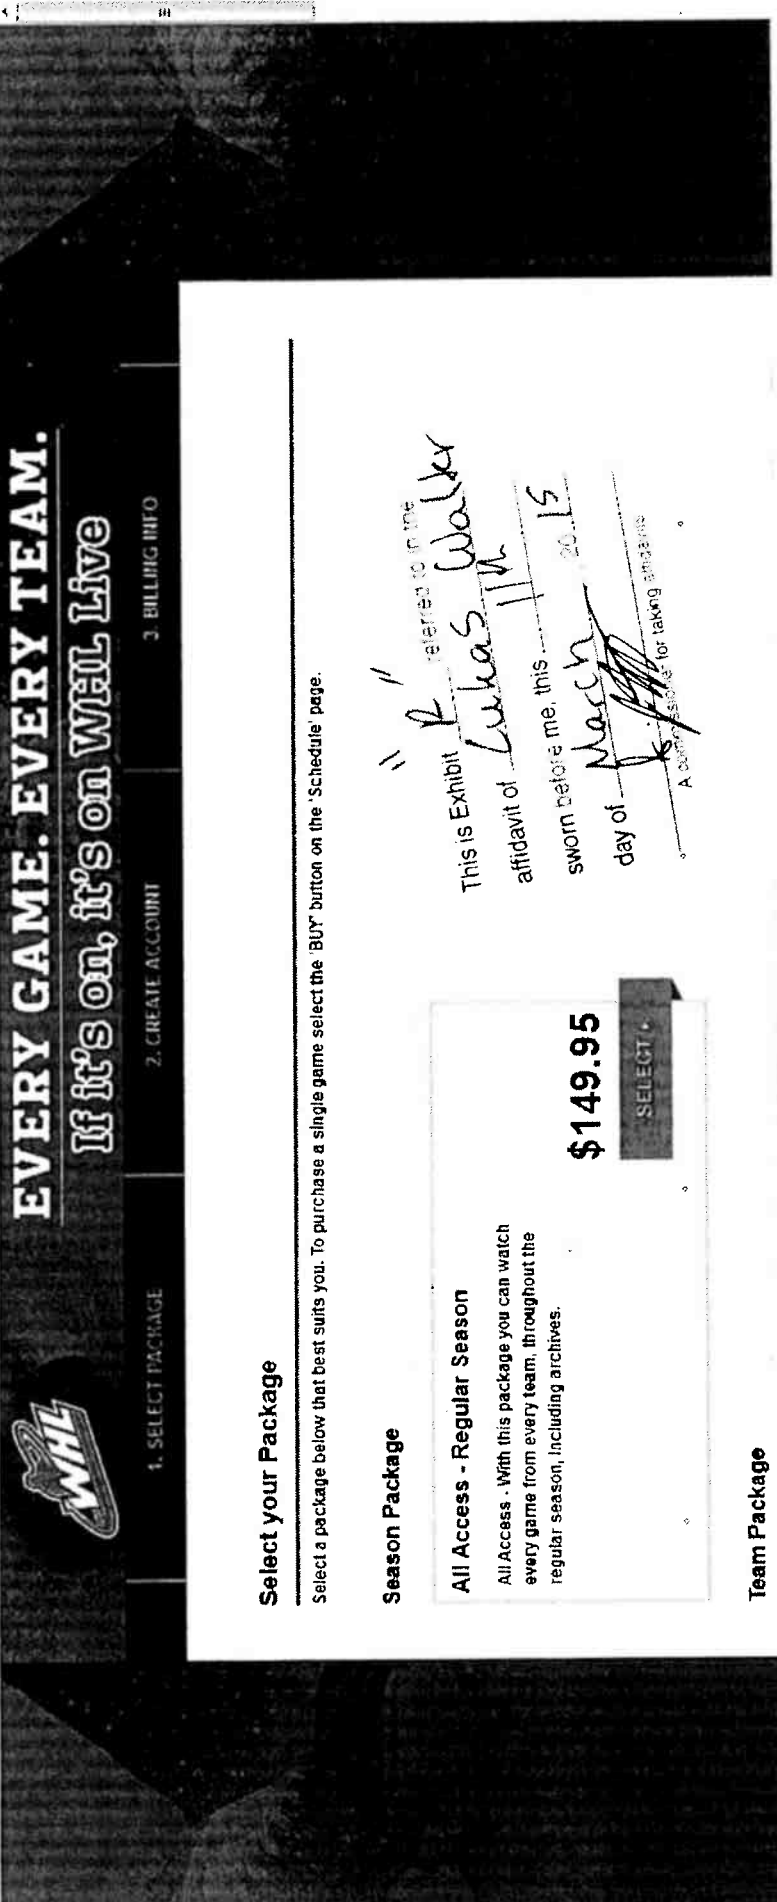 EVERY GAME. EVERY TEAM.
If it's on, it's on WHL Live
WHL
1. SELECT PACKAGE
2. CREATE ACCOUNT
3. BILLING INFO
Select your Package
Select a package below that best suits you. To purchase a single game select the 'BUY' button on the 'Schedule' page.
Season Package
All Access - Regular Season
All Access - With this package you can watch
every game from every team, throughout the
regular season, including archives.
$149.95
SELECT
This is Exhibit "R" referred to in the
affidavit of Lukas Walter
sworn before me, this 11th
day of March 2015
A commissioner for taking affidavits
Team Package